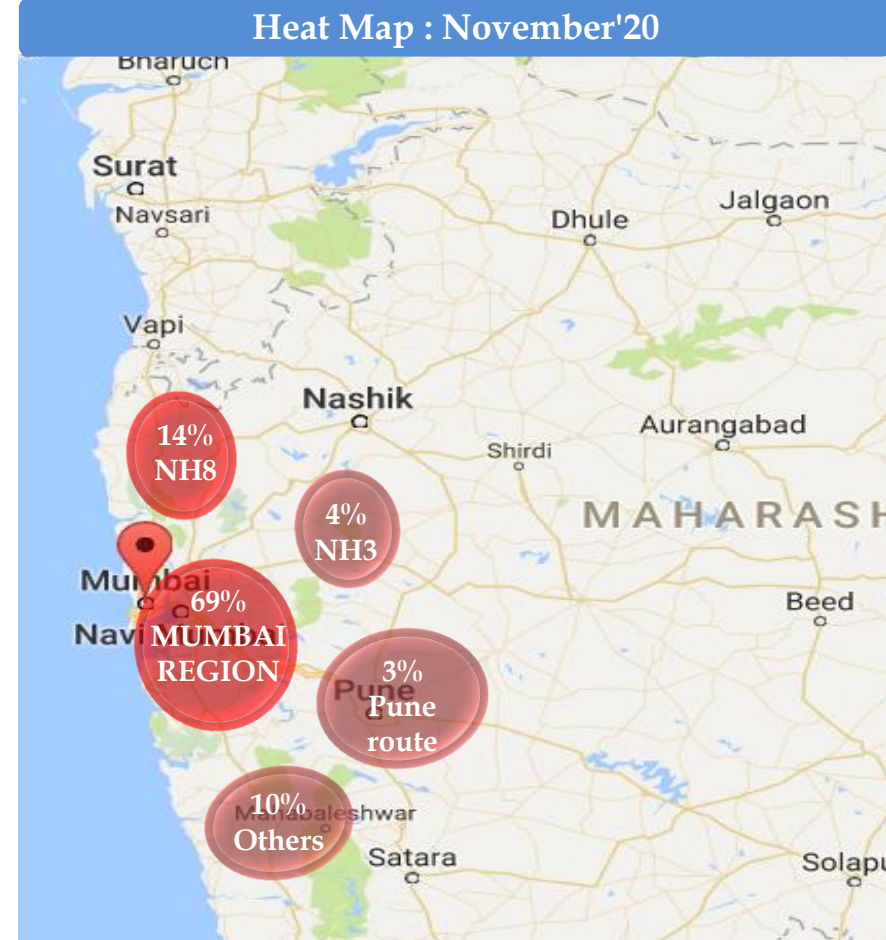 Heat Map : November'20
Bharuch
Surat
Navsari
Dhule
Jalgaon
Vapi
Nashik
Aurangabad
14%
NH8
Shirdi
4%
NH3
MAHARASH
Mumbai
69%
Beed
Navi MUMBAI
REGION
3%
Pune
Pune
route
10%
Mahabaleshwar
Others
Satara
Solapu